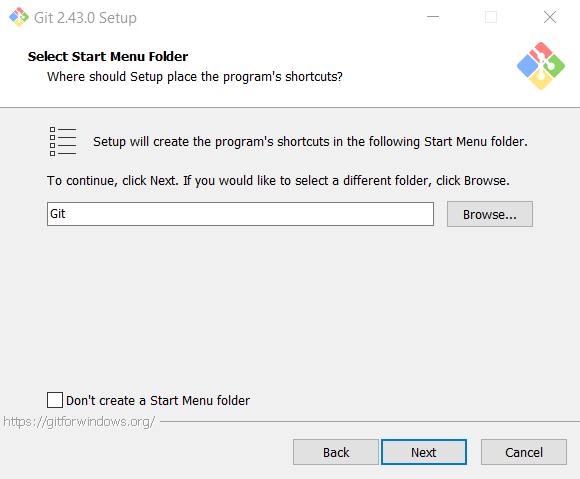 Git 2.43.0 Setup
Select Start Menu Folder
Where should Setup place the program's shortcuts?
Setup will create the program's shortcuts in the following Start Menu folder.
To continue, click Next. If you would like to select a different folder, click Browse.
Git
Browse...
Don't create a Start Menu folder
https://gitforwindows.org/
Back
Next
Cancel